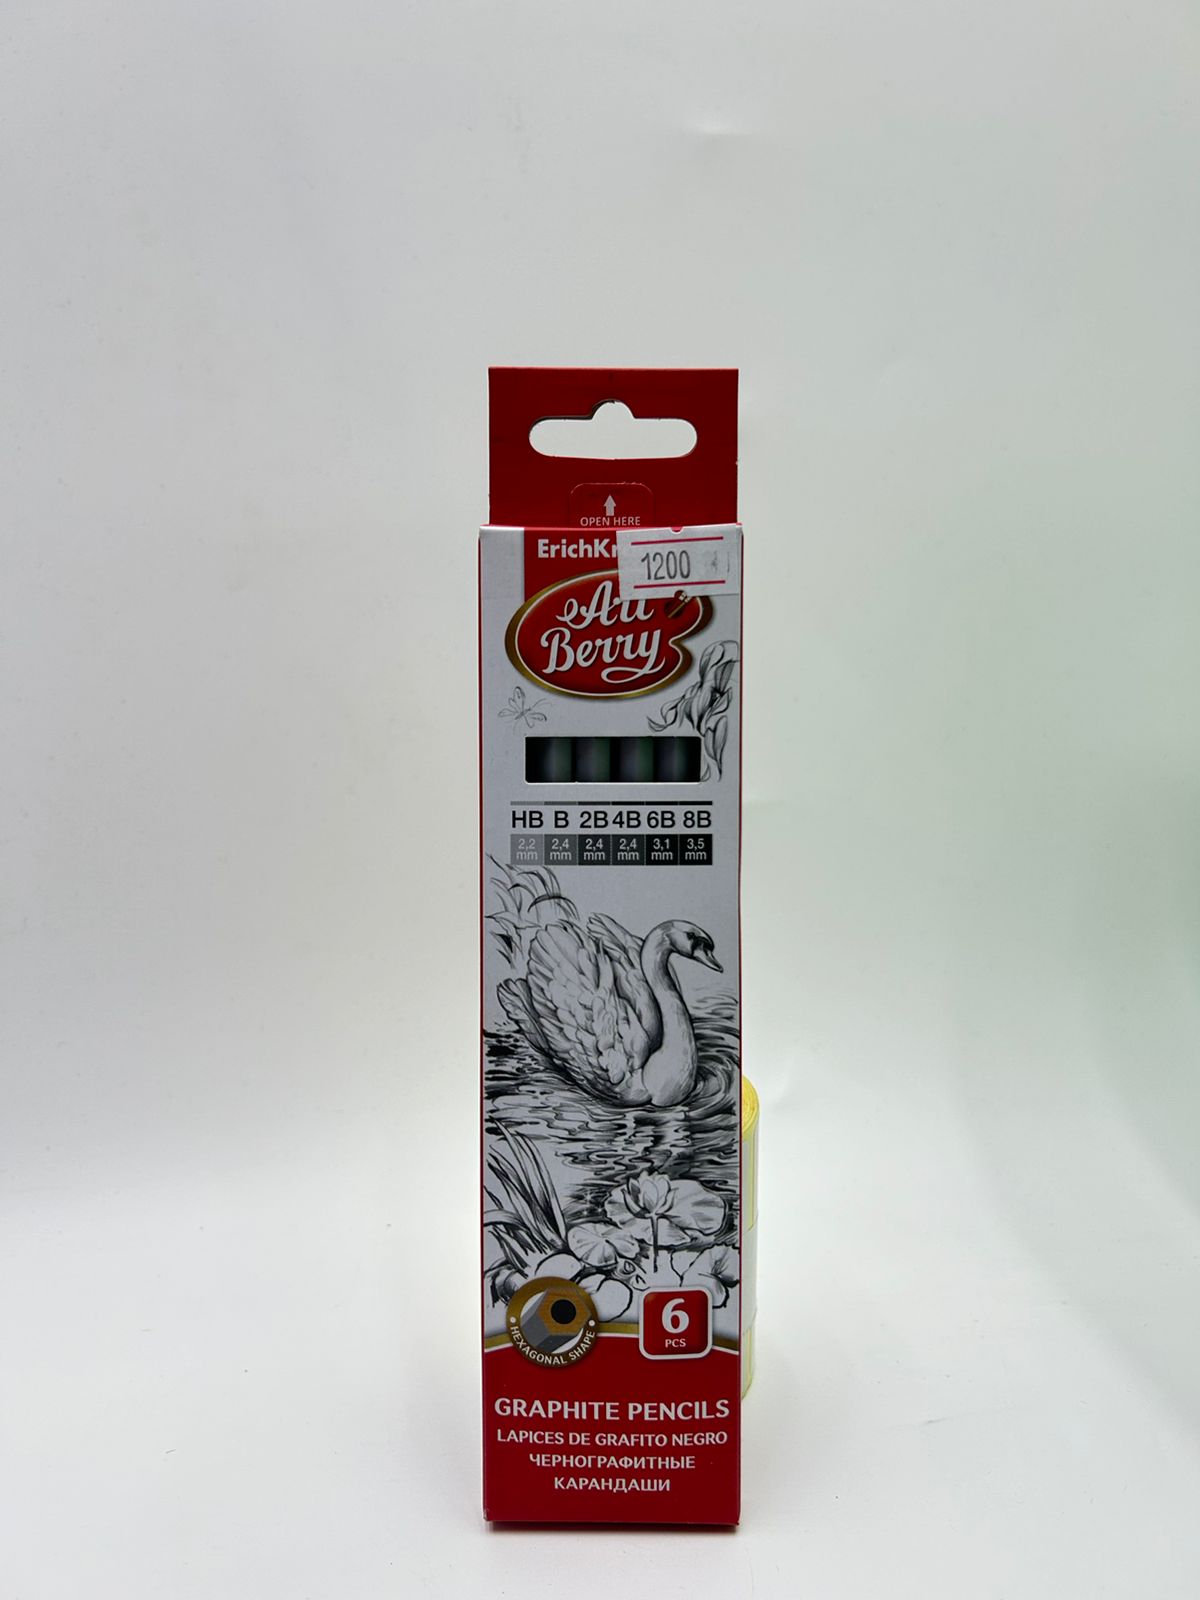 OPEN HERE
1200
Art
Berry
HB B 2B 4B 6B 8B
2,2 mm 2,4 mm 2,4 mm 2,4 mm 3,1 mm 3,5 mm
HEXAGONAL SHAPE
6
PCS
GRAPHITE PENCILS
LAPICES DE GRAFITO NEGRO
ЧЕРНОГРАФИТНЫЕ
КАРАНДАШИ